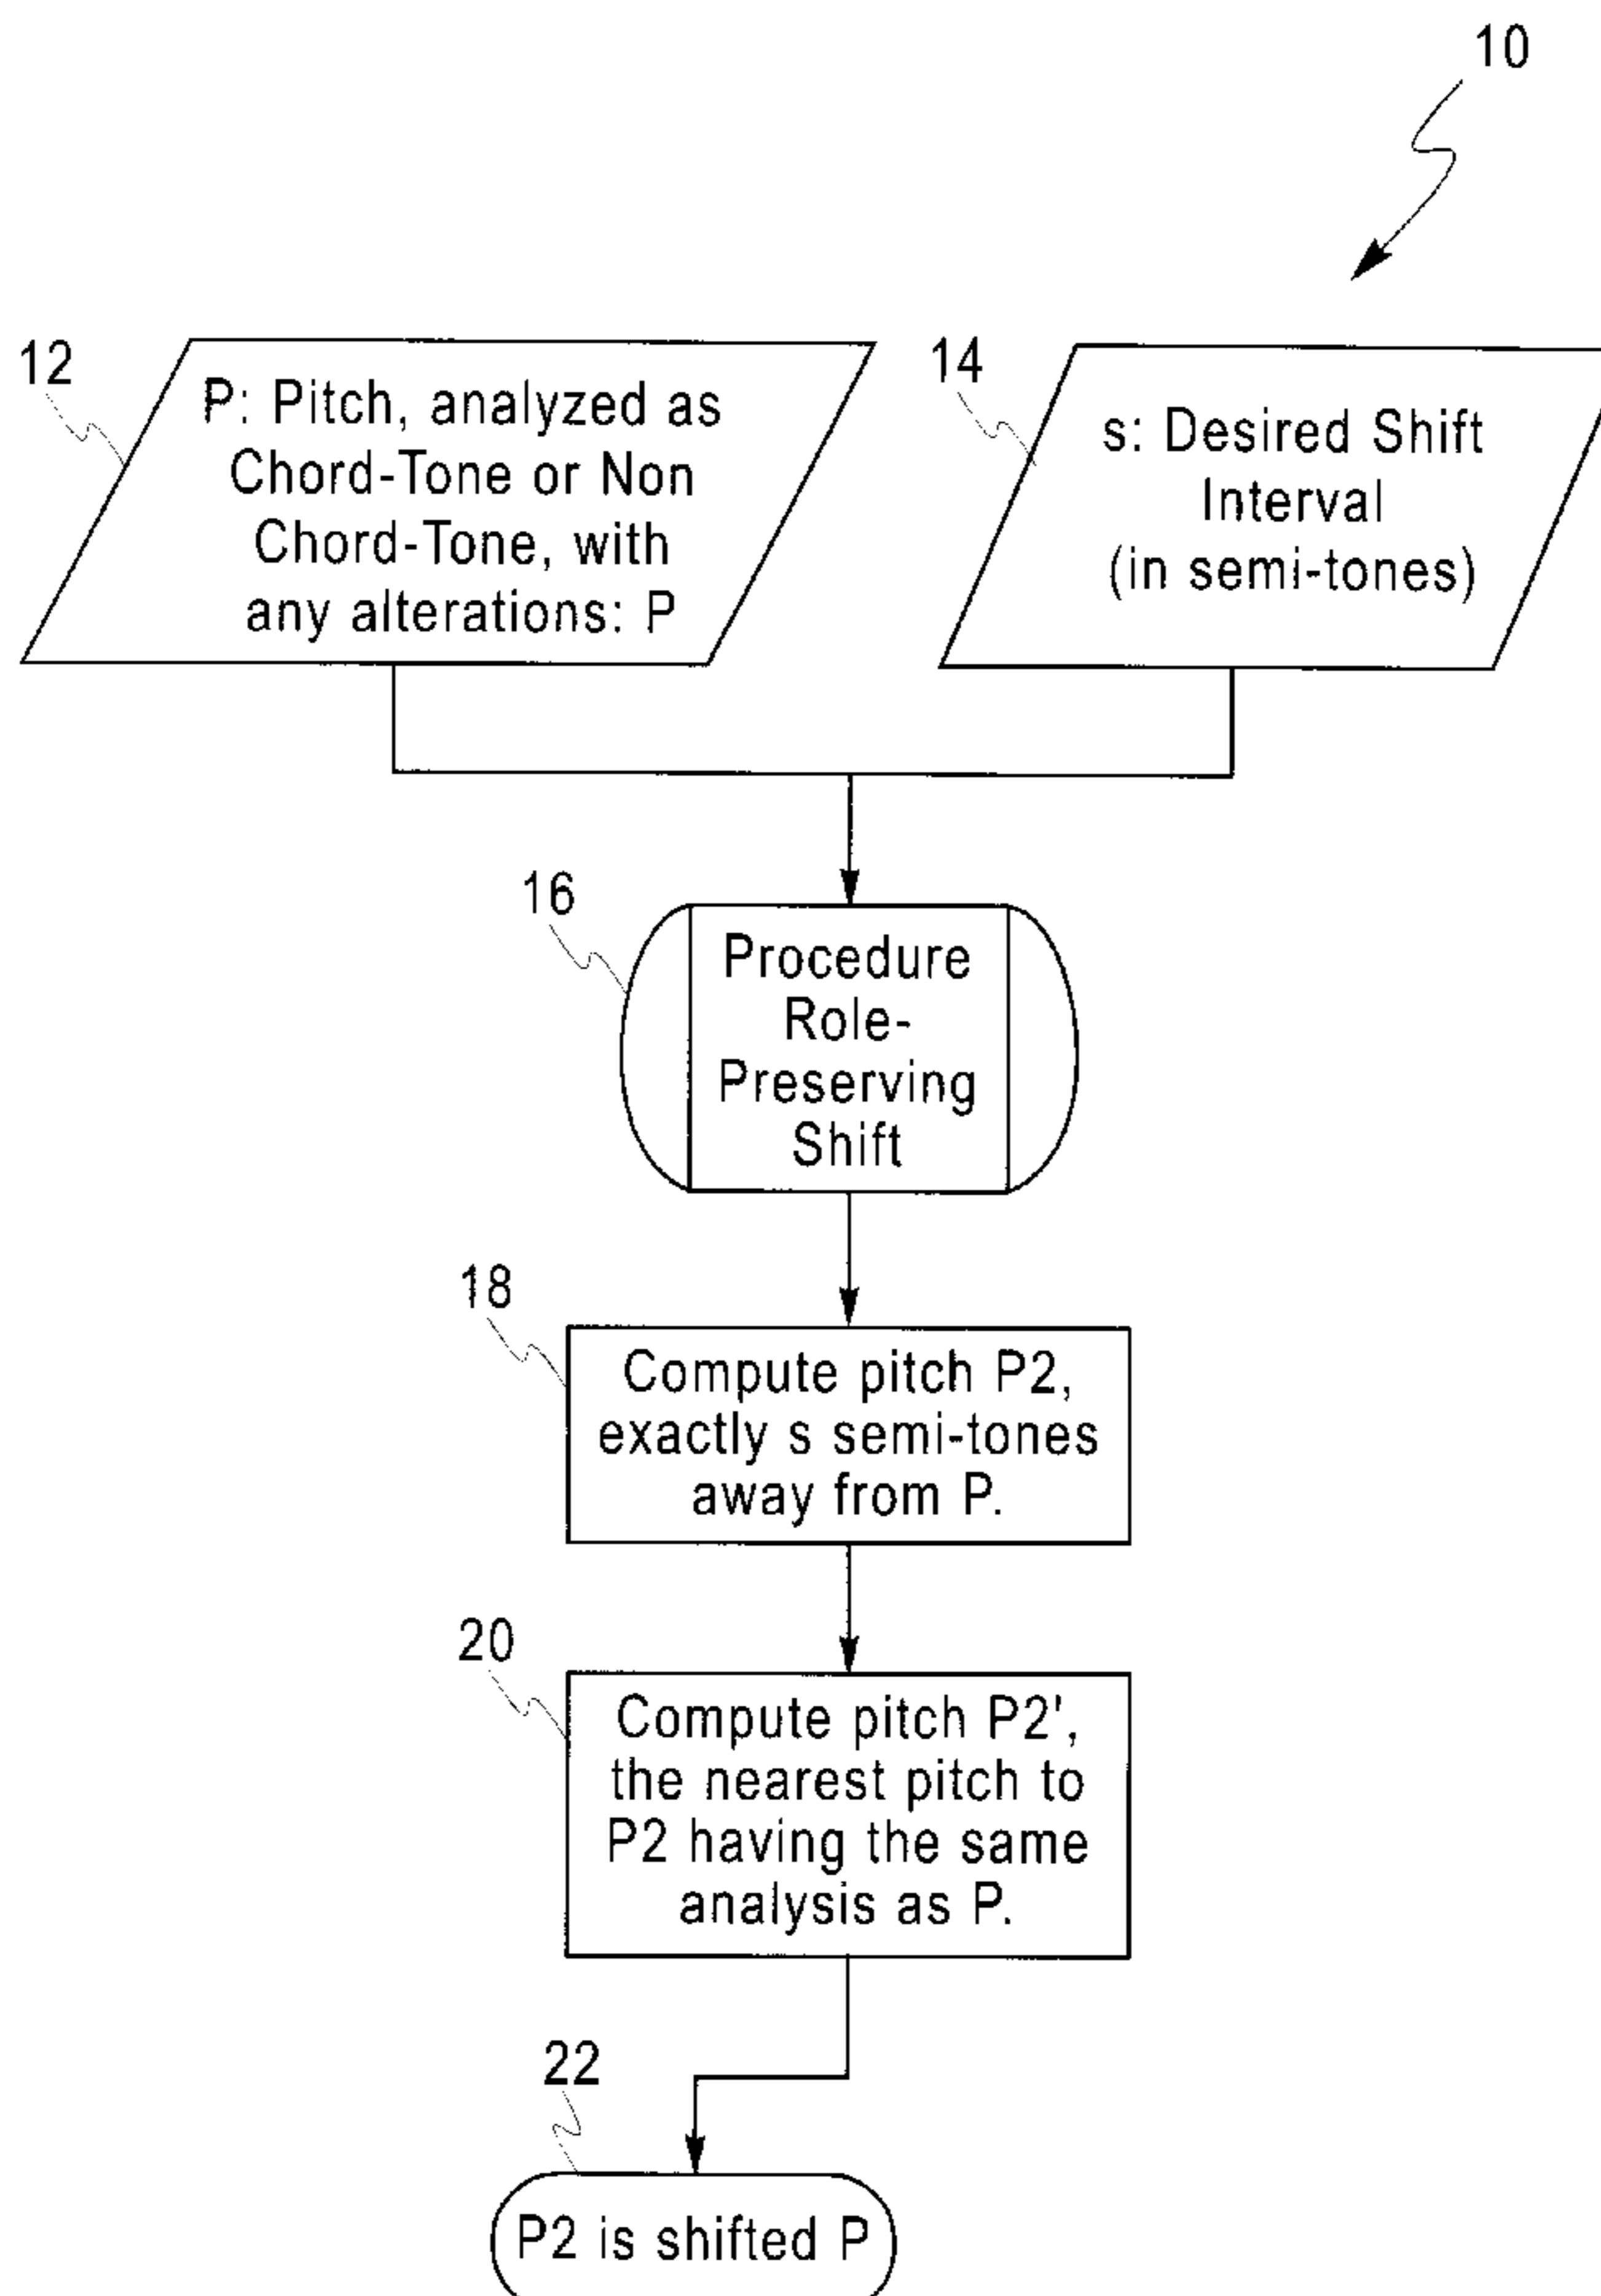 10
12
P: Pitch, analyzed as
Chord-Tone or Non
Chord-Tone, with
any alterations: P
14
s: Desired Shift
Interval
(in semi-tones)
16
Procedure
Role-
Preserving
Shift
18
Compute pitch P2,
exactly s semi-tones
away from P.
20
Compute pitch P2',
the nearest pitch to
P2 having the same
analysis as P.
22
P2 is shifted P